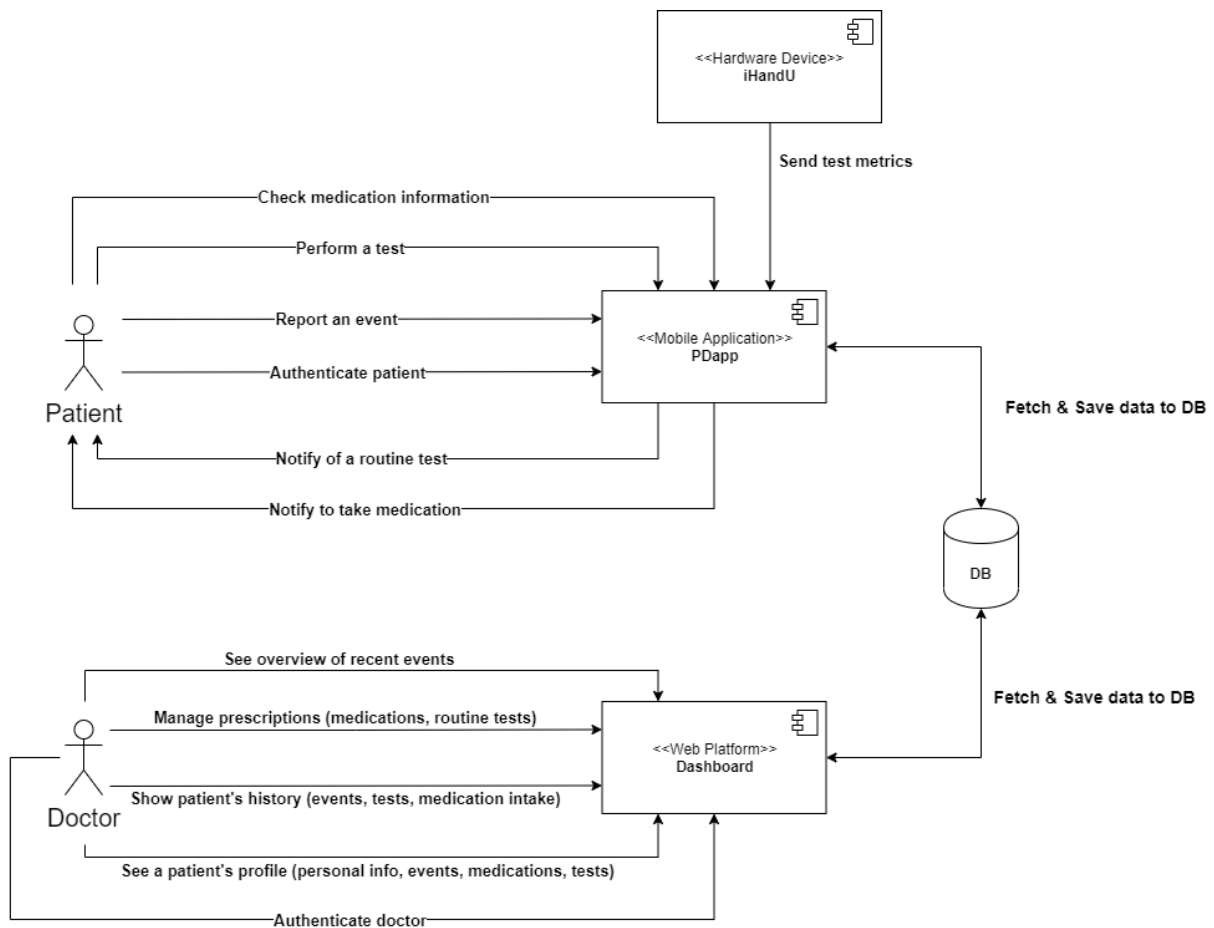 <<Hardware Device>>
iHandU
Send test metrics
Check medication information
Perform a test
Report an event
<<Mobile Application>>
PDapp
Authenticate patient
Patient
Fetch & Save data to DB
Notify of a routine test
Notify to take medication
DB
See overview of recent events
Fetch & Save data to DB
Manage prescriptions (medications, routine tests)
<<Web Platform>>
Dashboard
Show patient's history (events, tests, medication intake)
Doctor
See a patient's profile (personal info, events, medications, tests)
Authenticate doctor